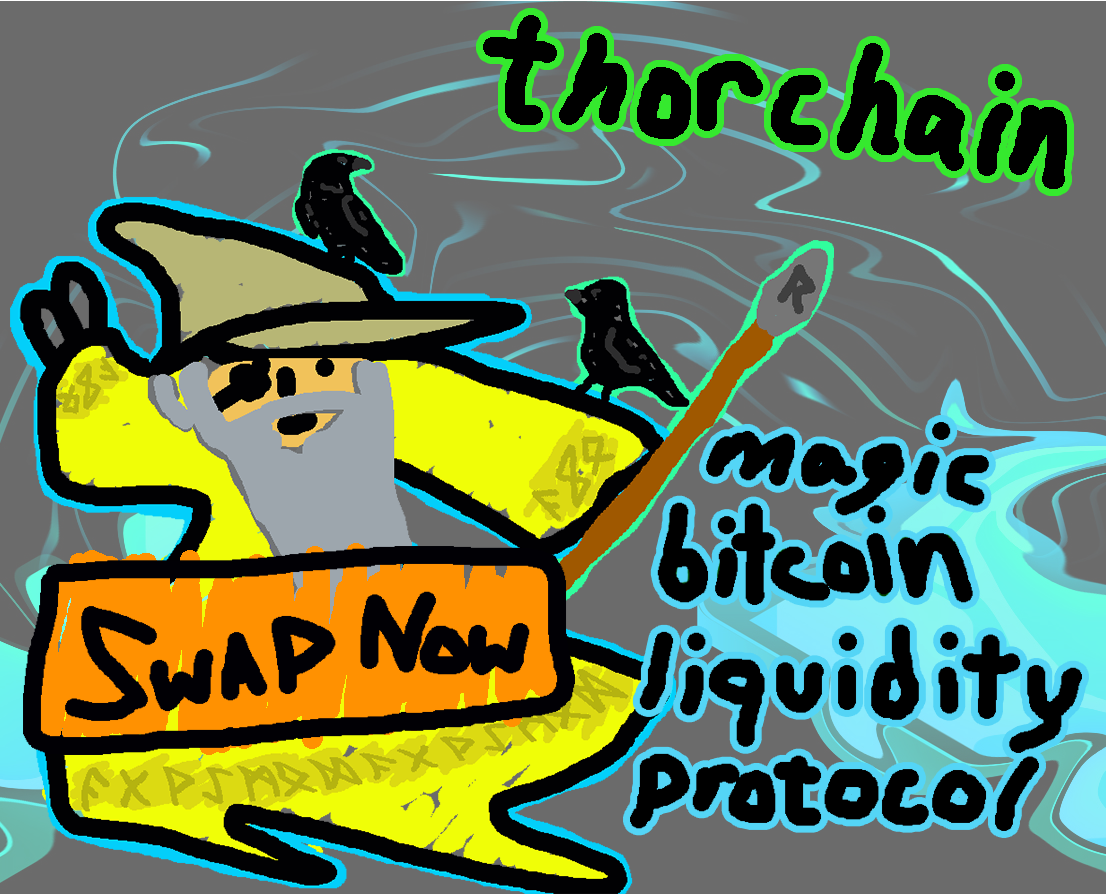 thorchain
magic
bitcoin
liquidity
protocol
SWAP NOW
ᚱ